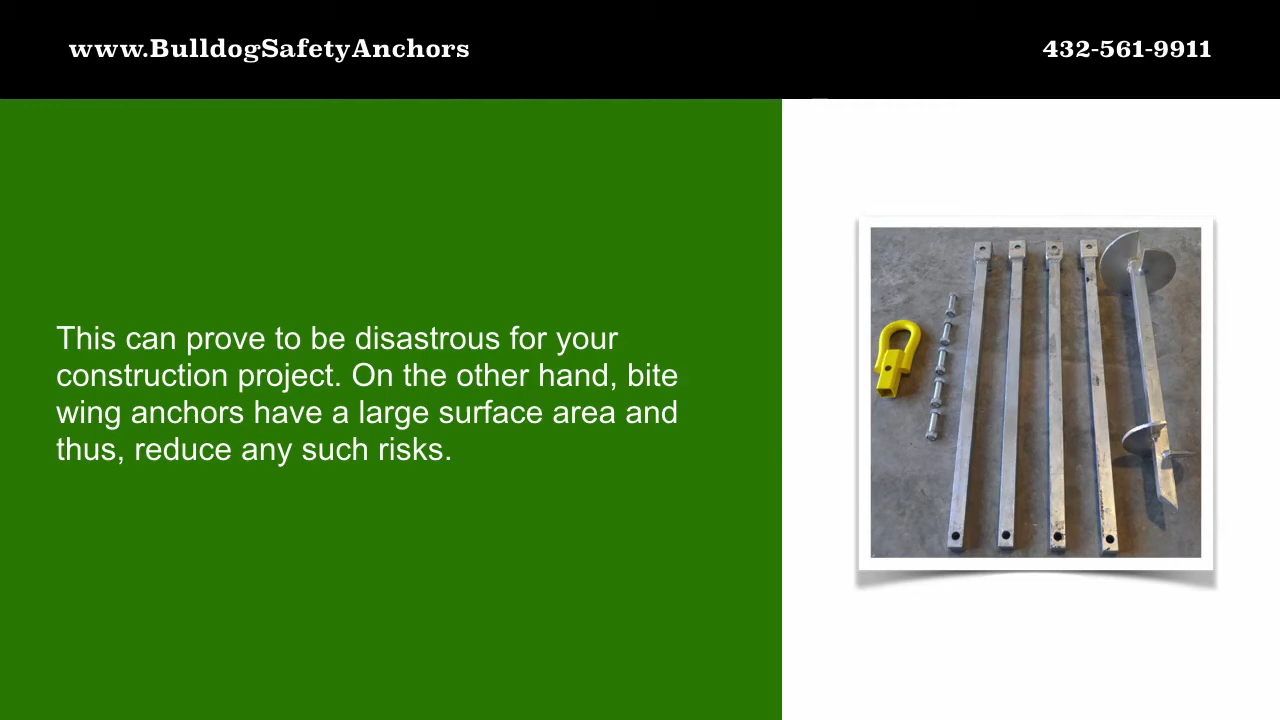 www.BulldogSafetyAnchors
432-561-9911
This can prove to be disastrous for your
construction project. On the other hand, bite
wing anchors have a large surface area and
thus, reduce any such risks.